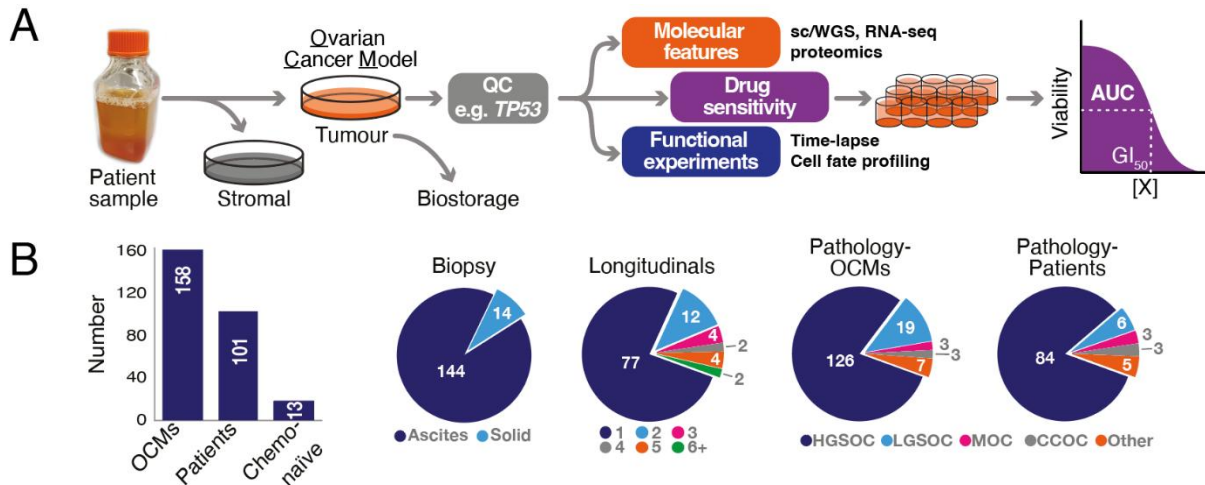 A
Patient
sample
Stromal
Ovarian
Cancer Model
Tumour
Biostorage
QC
e.g. TP53
Molecular
features
sc/WGS, RNA-seq
proteomics
Drug
sensitivity
Functional
experiments
Time-lapse
Cell fate profiling
Viability
AUC
GI50
[X]
B
Number
160
120
80
40
0
158
101
13
OCMs
Patients
Chemo-
naïve
Biopsy
14
144
Ascites Solid
Longitudinals
12
4
2
4
2
77
1 2 3
4 5 6+
Pathology-
OCMs
19
3
3
7
126
Pathology-
Patients
6
3
3
5
84
HGSOC LGSOC MOC CCOC Other